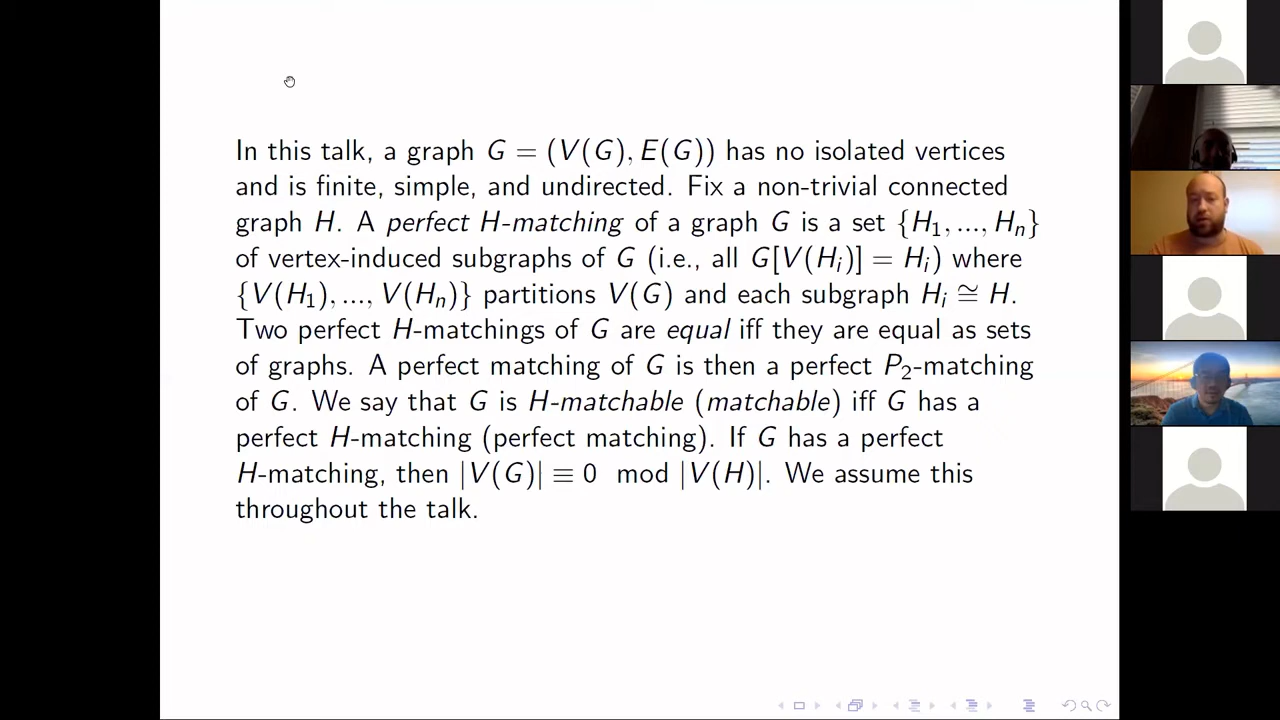 In this talk, a graph G = (V(G), E(G)) has no isolated vertices
and is finite, simple, and undirected. Fix a non-trivial connected
graph H. A perfect H-matching of a graph G is a set {H₁, ..., Hₙ}
of vertex-induced subgraphs of G (i.e., all G[V(Hᵢ)] = Hᵢ) where
{V(H₁), ..., V(Hₙ)} partitions V(G) and each subgraph Hᵢ ≅ H.
Two perfect H-matchings of G are equal iff they are equal as sets
of graphs. A perfect matching of G is then a perfect P₂-matching
of G. We say that G is H-matchable (matchable) iff G has a
perfect H-matching (perfect matching). If G has a perfect
H-matching, then |V(G)| ≡ 0 mod |V(H)|. We assume this
throughout the talk.